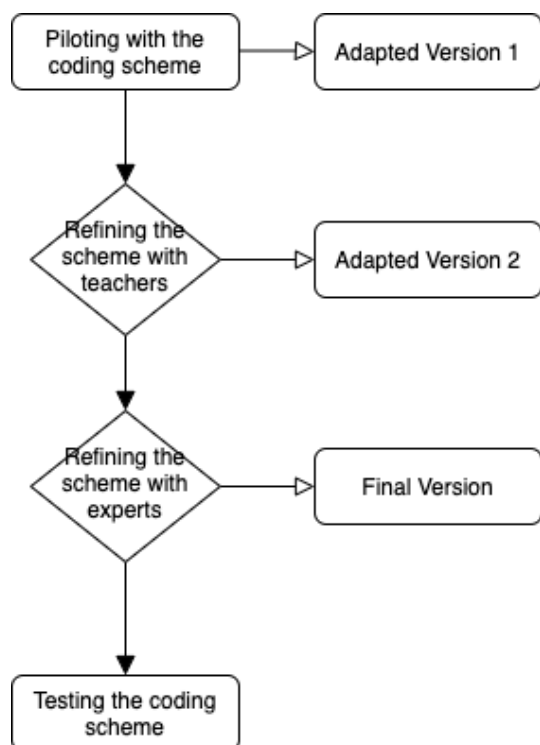 Piloting with the
coding scheme
Adapted Version 1
Refining the
scheme with
teachers
Adapted Version 2
Refining the
scheme with
experts
Final Version
Testing the coding
scheme